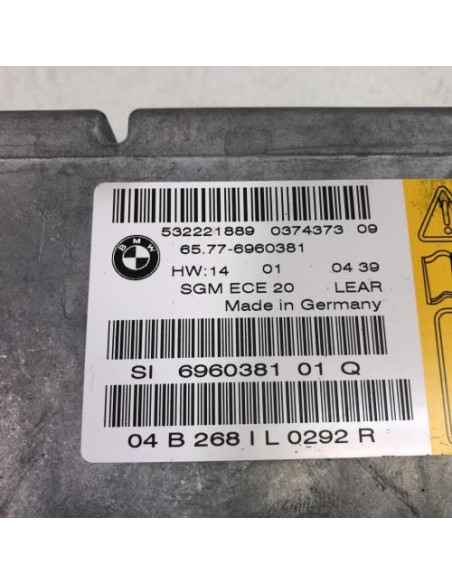 532221889 0374373 09
65.77-6960381
BMW
HW:14 01 04 39
SGM ECE 20 LEAR
Made in Germany
SI 6960381 01 Q
04 B 268 I L 0292 R